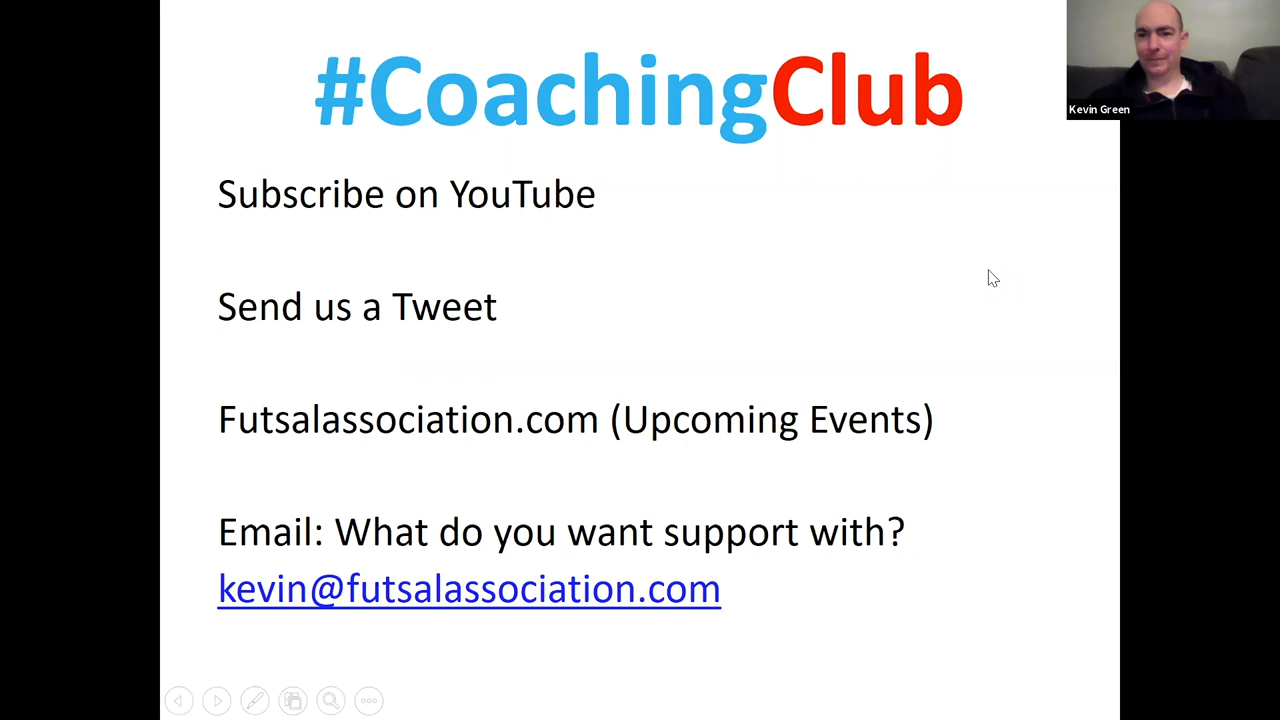 #CoachingClub
Kevin Green
Subscribe on YouTube
Send us a Tweet
Futsalassociation.com (Upcoming Events)
Email: What do you want support with?
kevin@futsalassociation.com